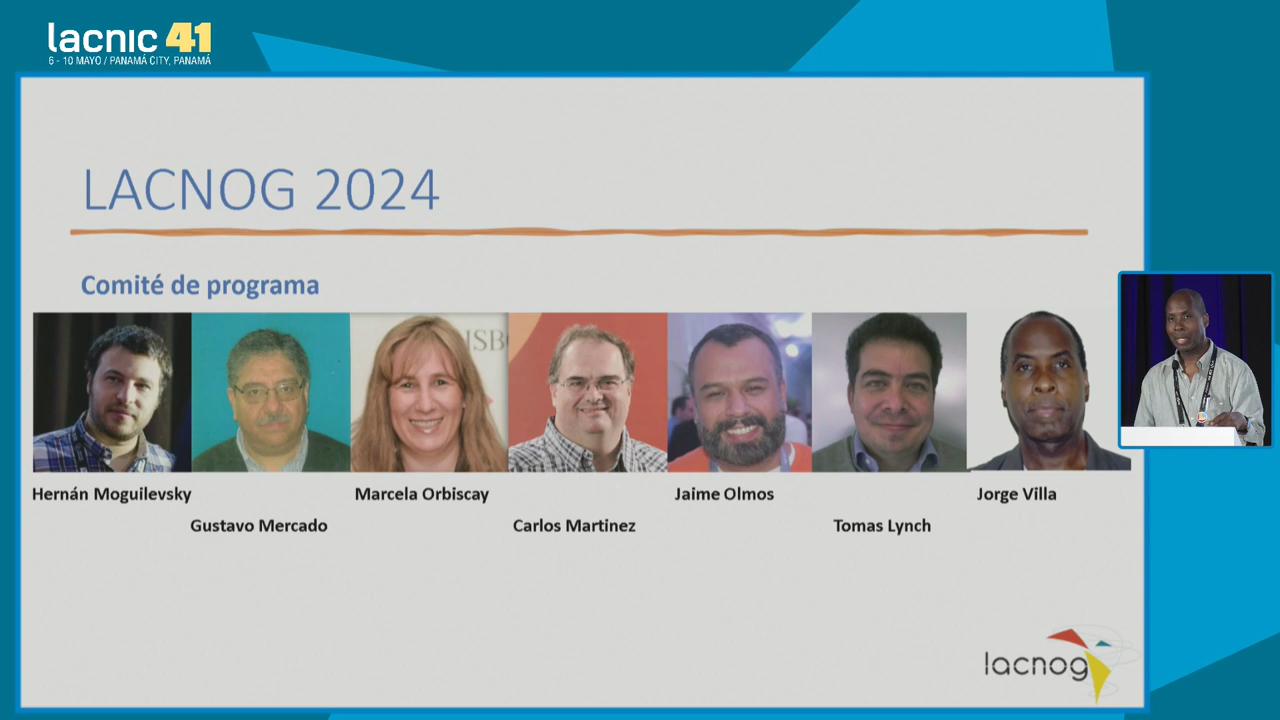 lacnic 41
6 - 10 MAYO / PANAMÁ CITY, PANAMÁ
LACNOG 2024
Comité de programa
Hernán Moguilevsky
Gustavo Mercado
Marcela Orbiscay
Carlos Martinez
Jaime Olmos
Tomas Lynch
Jorge Villa
lacnog